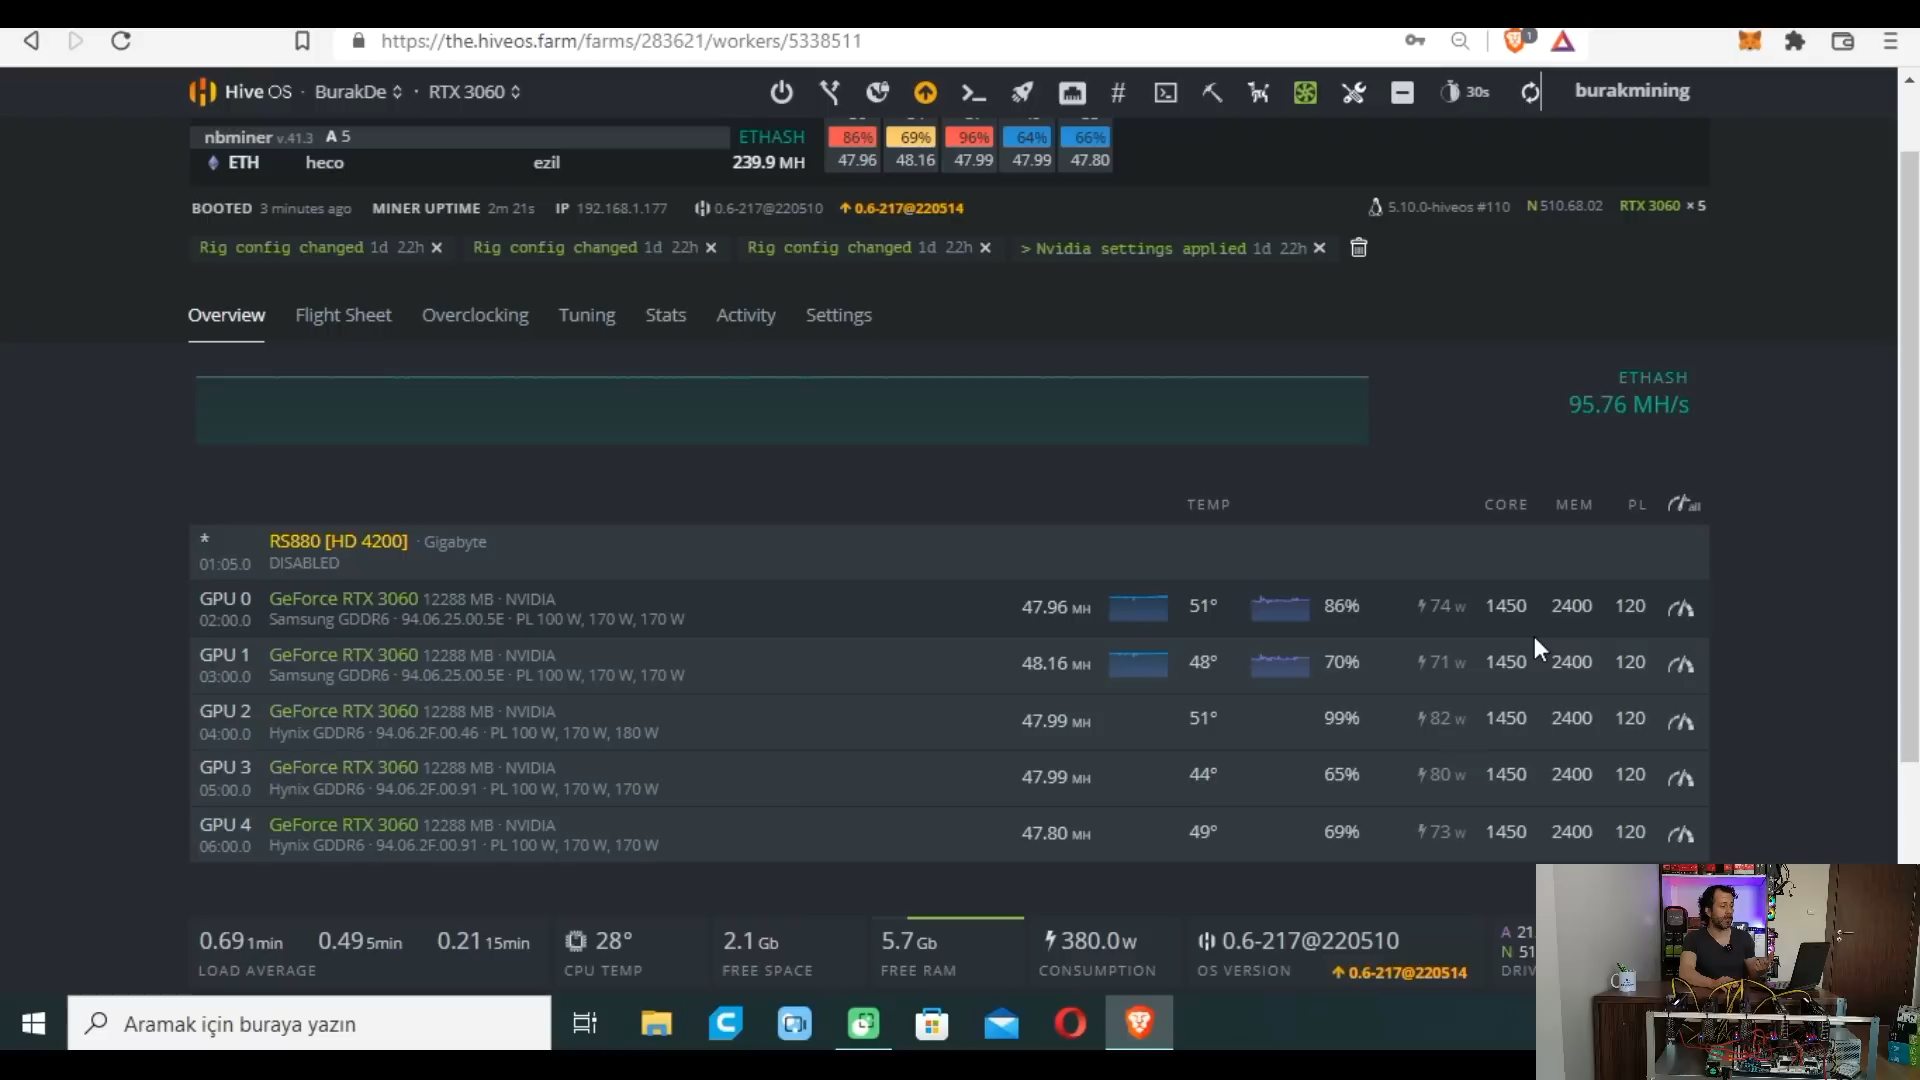 https://the.hiveos.farm/farms/283621/workers/5338511
1
Hive OS · BurakDe · RTX 3060
30s
burakmining
nbminer v.41.3 A 5 ETHASH 86% 69% 96% 64% 66%
ETH heco ezil 239.9 MH 47.96 48.16 47.99 47.99 47.80
BOOTED 3 minutes ago MINER UPTIME 2m 21s IP 192.168.1.177 0.6-217@220510 0.6-217@220514 5.10.0-hiveos #110 N 510.68.02 RTX 3060 × 5
Rig config changed 1d 22h × Rig config changed 1d 22h × Rig config changed 1d 22h × > Nvidia settings applied 1d 22h ×
Overview Flight Sheet Overclocking Tuning Stats Activity Settings
ETHASH
95.76 MH/s
TEMP CORE MEM PL all
* RS880 [HD 4200] · Gigabyte
01:05.0 DISABLED
GPU 0 GeForce RTX 3060 12288 MB · NVIDIA 47.96 MH 51° 86% 74 W 1450 2400 120
02:00.0 Samsung GDDR6 · 94.06.25.00.5E · PL 100 W, 170 W, 170 W
GPU 1 GeForce RTX 3060 12288 MB · NVIDIA 48.16 MH 48° 70% 71 W 1450 2400 120
03:00.0 Samsung GDDR6 · 94.06.25.00.5E · PL 100 W, 170 W, 170 W
GPU 2 GeForce RTX 3060 12288 MB · NVIDIA 47.99 MH 51° 99% 82 W 1450 2400 120
04:00.0 Hynix GDDR6 · 94.06.2F.00.46 · PL 100 W, 170 W, 180 W
GPU 3 GeForce RTX 3060 12288 MB · NVIDIA 47.99 MH 44° 65% 80 W 1450 2400 120
05:00.0 Hynix GDDR6 · 94.06.2F.00.91 · PL 100 W, 170 W, 170 W
GPU 4 GeForce RTX 3060 12288 MB · NVIDIA 47.80 MH 49° 69% 73 W 1450 2400 120
06:00.0 Hynix GDDR6 · 94.06.2F.00.91 · PL 100 W, 170 W, 170 W
0.69 1min 0.49 5min 0.21 15min 28° 2.1 Gb 5.7 Gb 380.0 W 0.6-217@220510 A 21.
N 51
LOAD AVERAGE CPU TEMP FREE SPACE FREE RAM CONSUMPTION OS VERSION 0.6-217@220514 DRIV
Aramak için buraya yazın